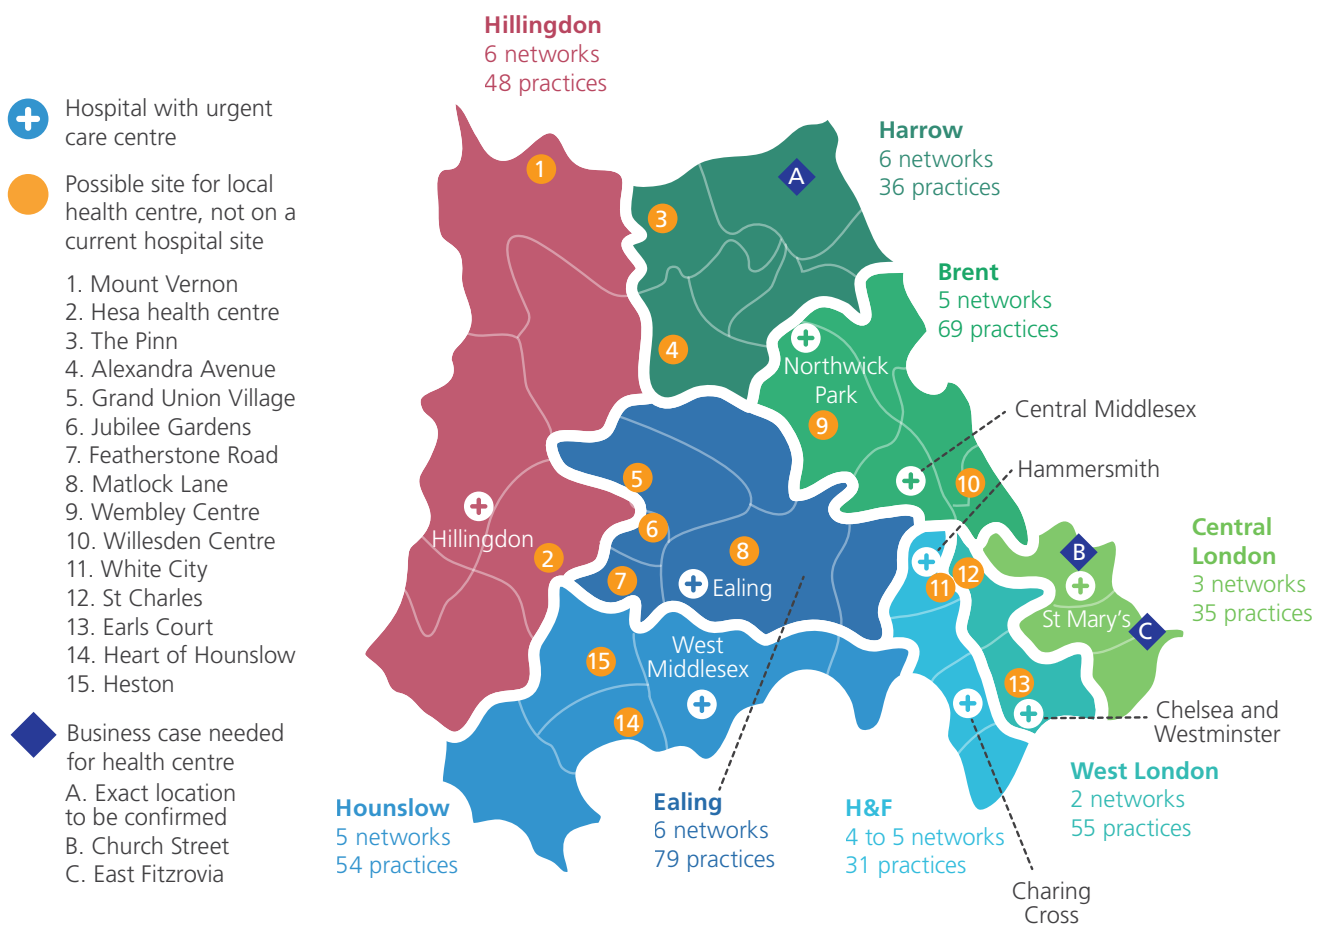 Hospital with urgent
care centre
Possible site for local
health centre, not on a
current hospital site
1. Mount Vernon
2. Hesa health centre
3. The Pinn
4. Alexandra Avenue
5. Grand Union Village
6. Jubilee Gardens
7. Featherstone Road
8. Matlock Lane
9. Wembley Centre
10. Willesden Centre
11. White City
12. St Charles
13. Earls Court
14. Heart of Hounslow
15. Heston
Business case needed
for health centre
A. Exact location
to be confirmed
B. Church Street
C. East Fitzrovia
Hillingdon
6 networks
48 practices
Harrow
6 networks
36 practices
Brent
5 networks
69 practices
Central Middlesex
Hammersmith
Central
London
3 networks
35 practices
Chelsea and
Westminster
West London
2 networks
55 practices
H&F
4 to 5 networks
31 practices
Charing
Cross
Ealing
6 networks
79 practices
Hounslow
5 networks
54 practices
1
A
3
4
Northwick
Park
9
10
5
6
8
7
Ealing
Hillingdon
2
11
12
B
St Mary's
C
13
West
Middlesex
15
14